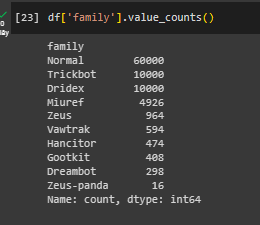 [23] df['family'].value_counts()
family
Normal 60000
Trickbot 10000
Dridex 10000
Miuref 4926
Zeus 964
Vawtrak 594
Hancitor 474
Gootkit 408
Dreambot 298
Zeus-panda 16
Name: count, dtype: int64